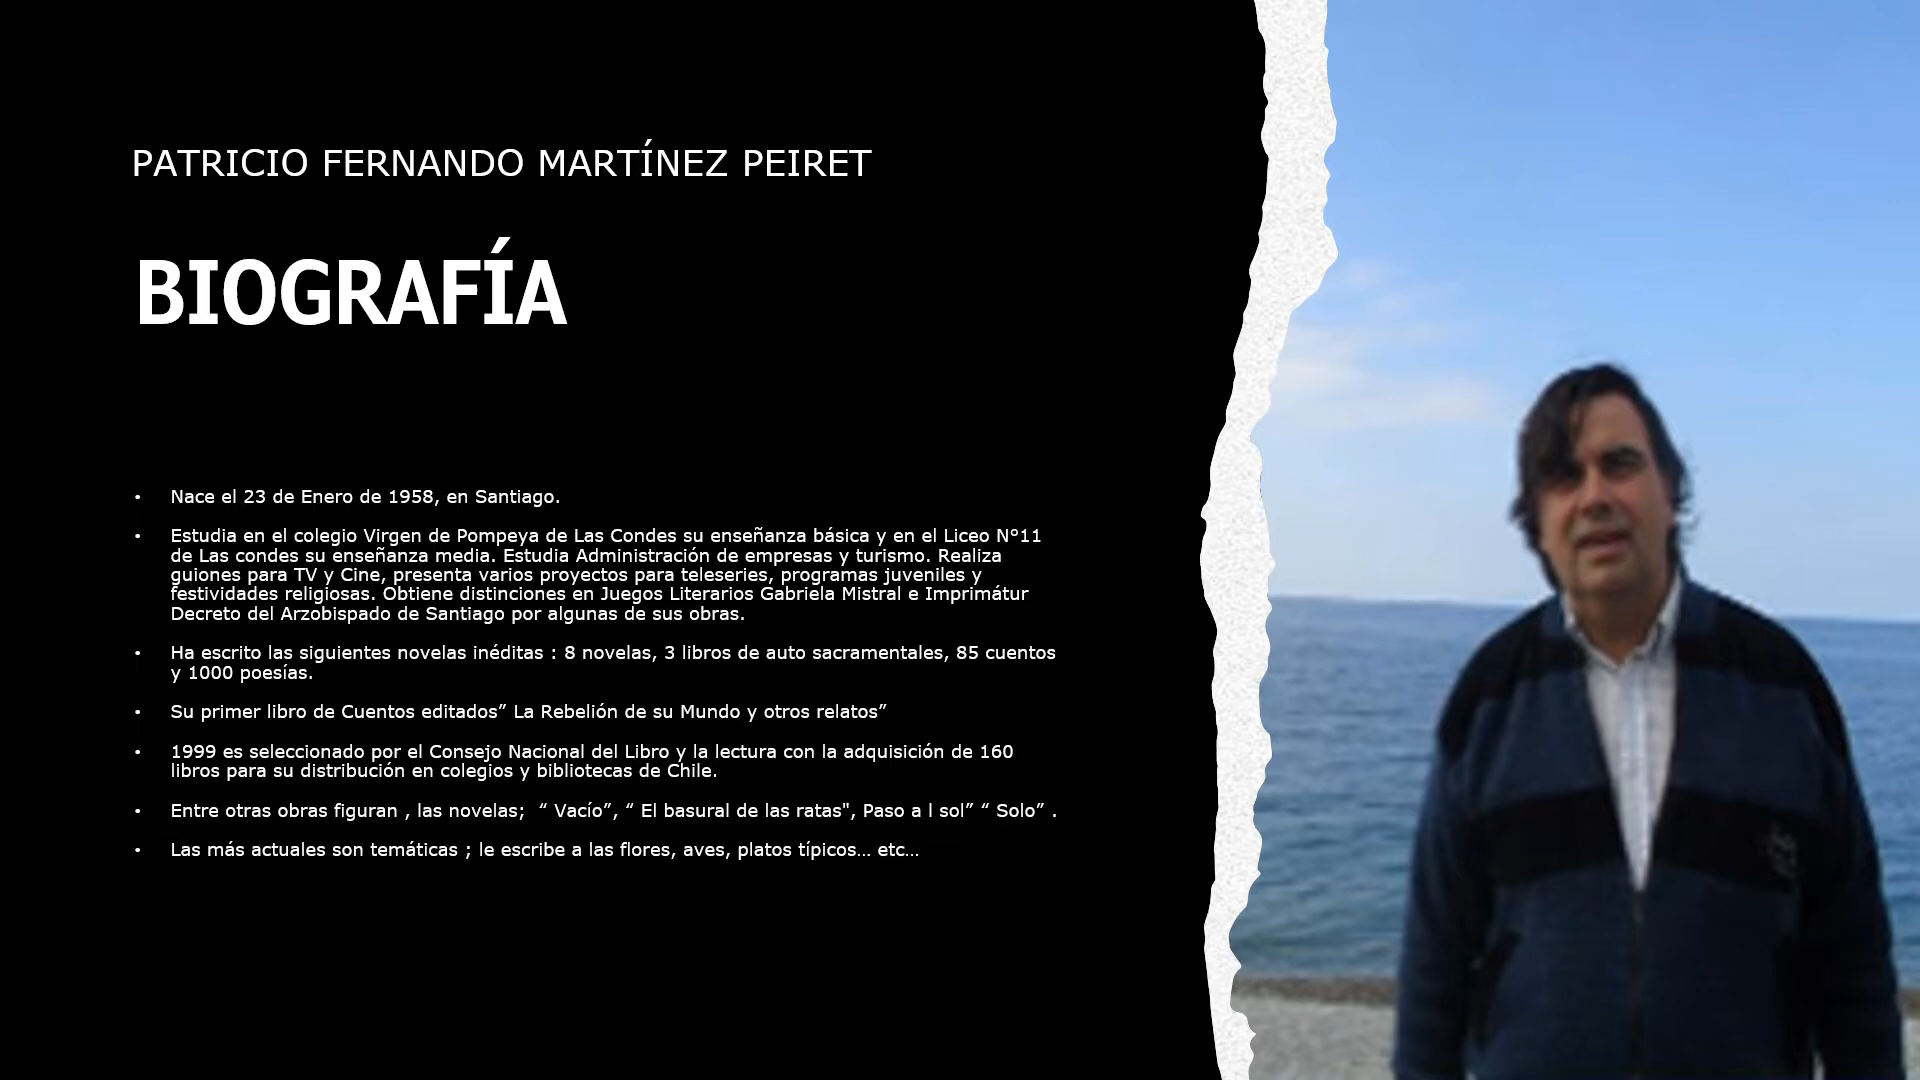 PATRICIO FERNANDO MARTÍNEZ PEIRET
BIOGRAFÍA
• Nace el 23 de Enero de 1958, en Santiago.
• Estudia en el colegio Virgen de Pompeya de Las Condes su enseñanza básica y en el Liceo N°11
de Las condes su enseñanza media. Estudia Administración de empresas y turismo. Realiza
guiones para TV y Cine, presenta varios proyectos para teleseries, programas juveniles y
festividades religiosas. Obtiene distinciones en Juegos Literarios Gabriela Mistral e Imprimátur
Decreto del Arzobispado de Santiago por algunas de sus obras.
• Ha escrito las siguientes novelas inéditas : 8 novelas, 3 libros de auto sacramentales, 85 cuentos
y 1000 poesías.
• Su primer libro de Cuentos editados” La Rebelión de su Mundo y otros relatos”
• 1999 es seleccionado por el Consejo Nacional del Libro y la lectura con la adquisición de 160
libros para su distribución en colegios y bibliotecas de Chile.
• Entre otras obras figuran , las novelas;  “ Vacío”, “ El basural de las ratas", Paso a l sol” “ Solo” .
• Las más actuales son temáticas ; le escribe a las flores, aves, platos típicos… etc…